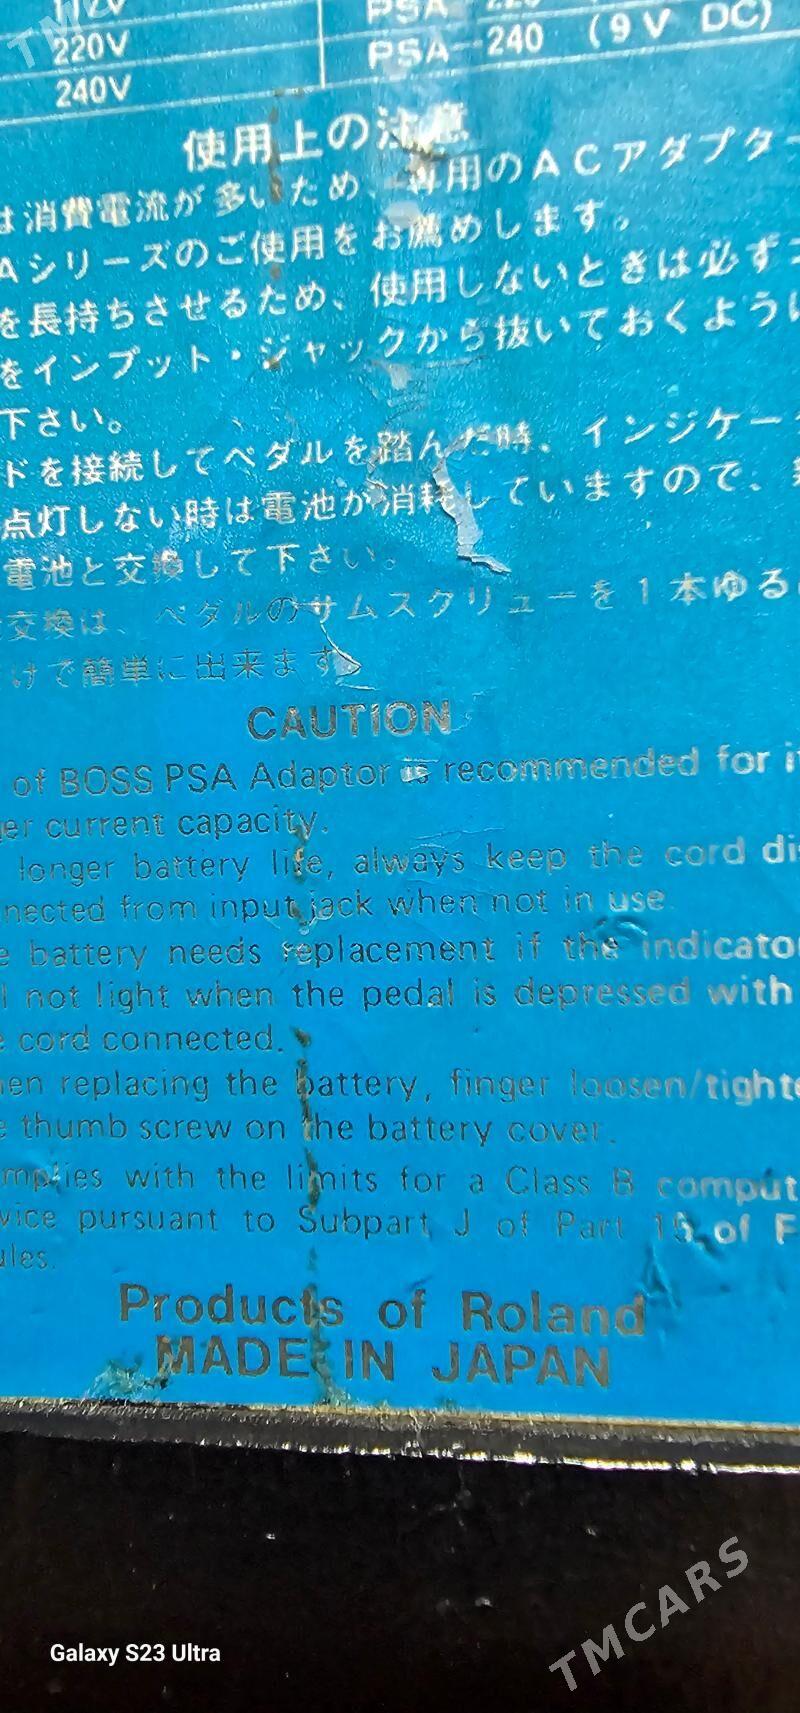 TMCARS
220V PSA-240 (9V DC)
240V
使用上の注意
は消費電流が多いため、専用のACアダプター
Aシリーズのご使用をお薦めします。
を長持ちさせるため、使用しないときは必ずコ
をインプット・ジャックから抜いておくように
下さい。
ドを接続してペダルを踏んだ時、インジケータ
点灯しない時は電池が消耗していますので、
電池と交換して下さい。
交換は、ペダルのサムスクリューを1本ゆる
けで簡単に出来ます。
CAUTION
of BOSS PSA Adaptor is recommended for
er current capacity.
longer battery life, always keep the cord dis
nected from input jack when not in use.
e battery needs replacement if the indicator
l not light when the pedal is depressed with
e cord connected.
en replacing the battery, finger loosen/tighte
e thumb screw on the battery cover.
mplies with the limits for a Class B comput
vice pursuant to Subpart J of Part 15 of F
ules.
Products of Roland
MADE IN JAPAN
Galaxy S23 Ultra
TMCARS